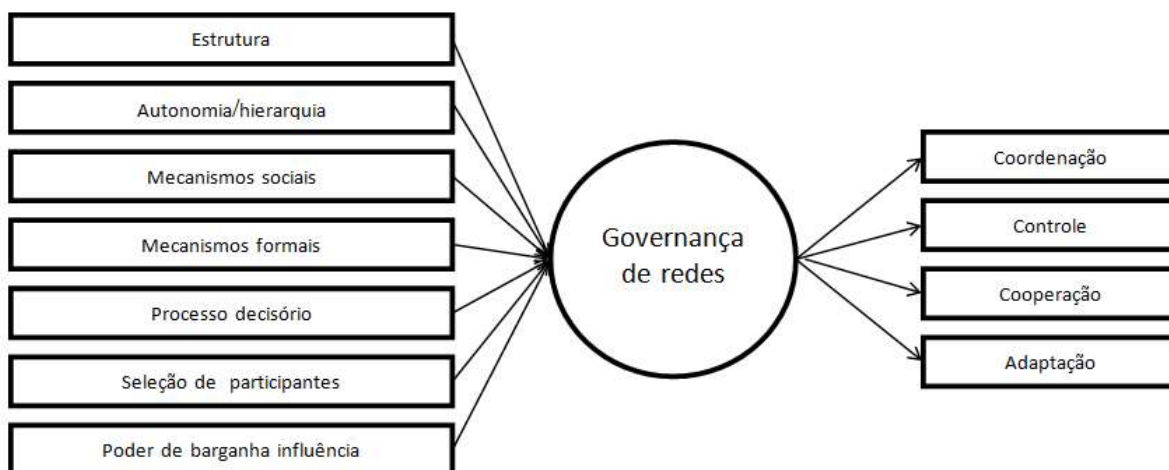 Estrutura
Autonomia/hierarquia
Mecanismos sociais
Mecanismos formais
Processo decisório
Seleção de participantes
Poder de barganha influência
Governança
de redes
Coordenação
Controle
Cooperação
Adaptação